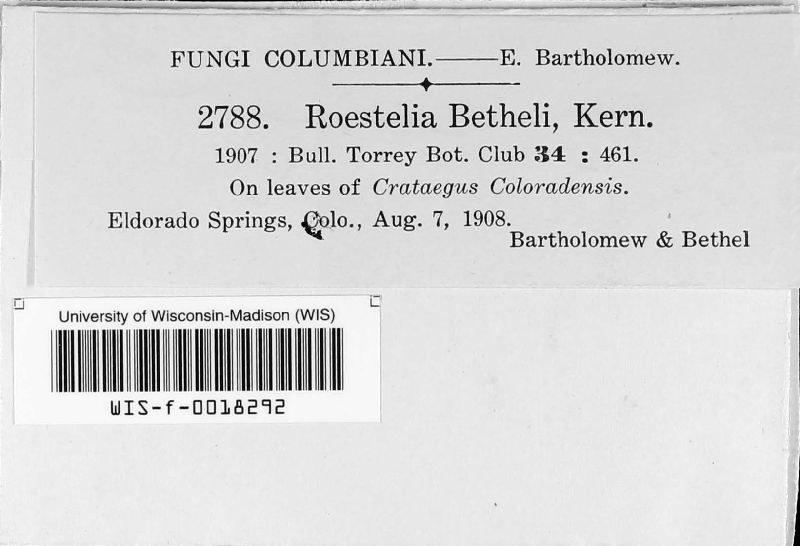 FUNGI COLUMBIANI.——E. Bartholomew.
2788. Roestelia Betheli, Kern.
1907 : Bull. Torrey Bot. Club 34 : 461.
On leaves of Crataegus Coloradensis.
Eldorado Springs, Colo., Aug. 7, 1908.
Bartholomew & Bethel
University of Wisconsin-Madison (WIS)
WIS-f-0018292